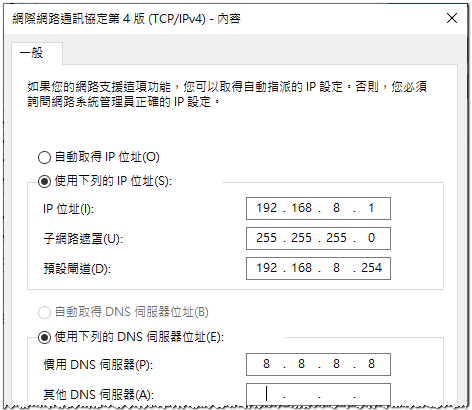 網際網路通訊協定第 4 版 (TCP/IPv4) - 內容
一般
如果您的網路支援這項功能，您可以取得自動指派的 IP 設定。否則，您必須
詢問網路系統管理員正確的 IP 設定。
自動取得 IP 位址(O)
使用下列的 IP 位址(S):
IP 位址(I): 192 . 168 . 8 . 1
子網路遮罩(U): 255 . 255 . 255 . 0
預設閘道(D): 192 . 168 . 8 . 254
自動取得 DNS 伺服器位址(B)
使用下列的 DNS 伺服器位址(E):
慣用 DNS 伺服器(P): 8 . 8 . 8 . 8
其他 DNS 伺服器(A): . . .